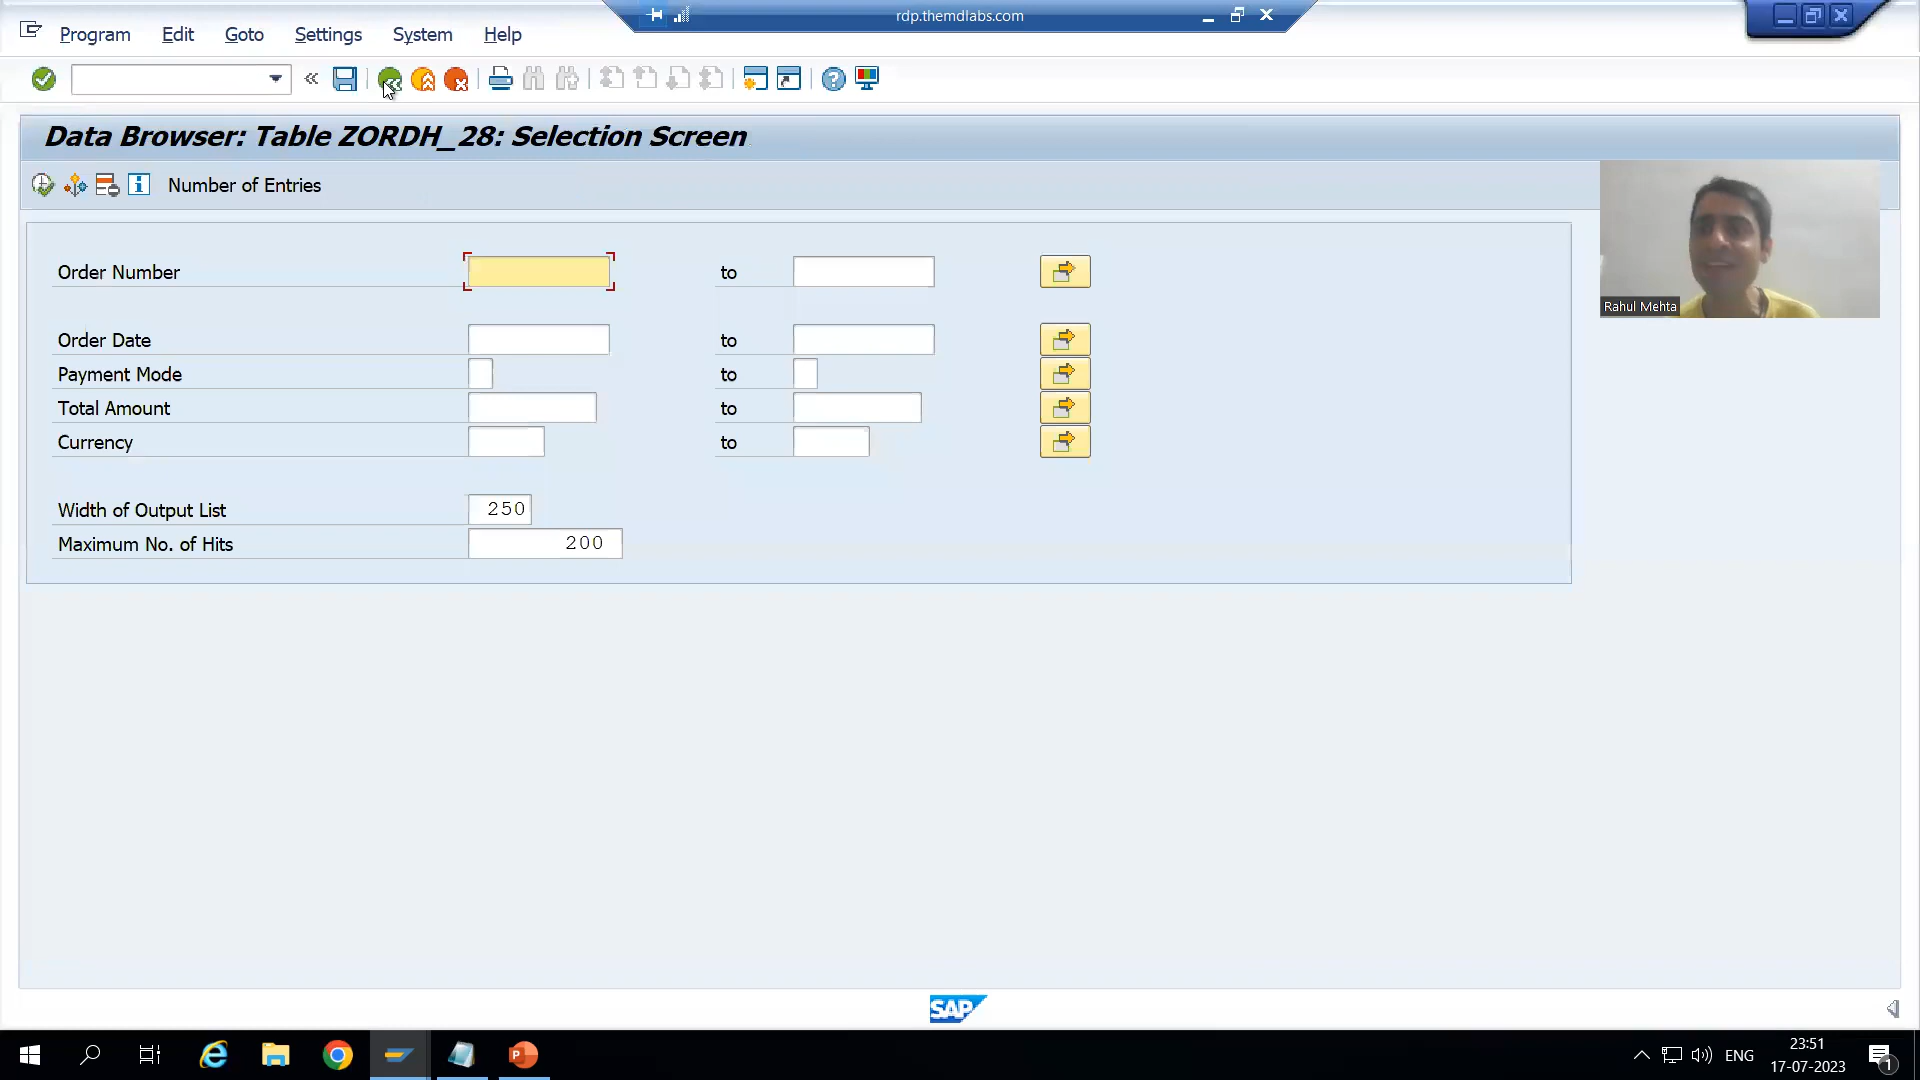 rdp.themdlabs.com
Program Edit Goto Settings System Help
Data Browser: Table ZORDH_28: Selection Screen
Number of Entries
Order Number to
Rahul Mehta
Order Date to
Payment Mode to
Total Amount to
Currency to
Width of Output List 250
Maximum No. of Hits 200
SAP
23:51
ENG
17-07-2023
1